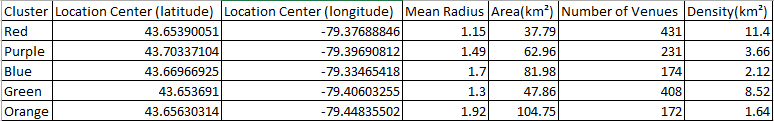 Cluster Location Center (latitude) Location Center (longitude) Mean Radius Area(km²) Number of Venues Density(km²)
Red 43.65390051 -79.37688846 1.15 37.79 431 11.4
Purple 43.70337104 -79.39690812 1.49 62.96 231 3.66
Blue 43.66966925 -79.33465418 1.7 81.98 174 2.12
Green 43.653691 -79.40603255 1.3 47.86 408 8.52
Orange 43.65630314 -79.44835502 1.92 104.75 172 1.64